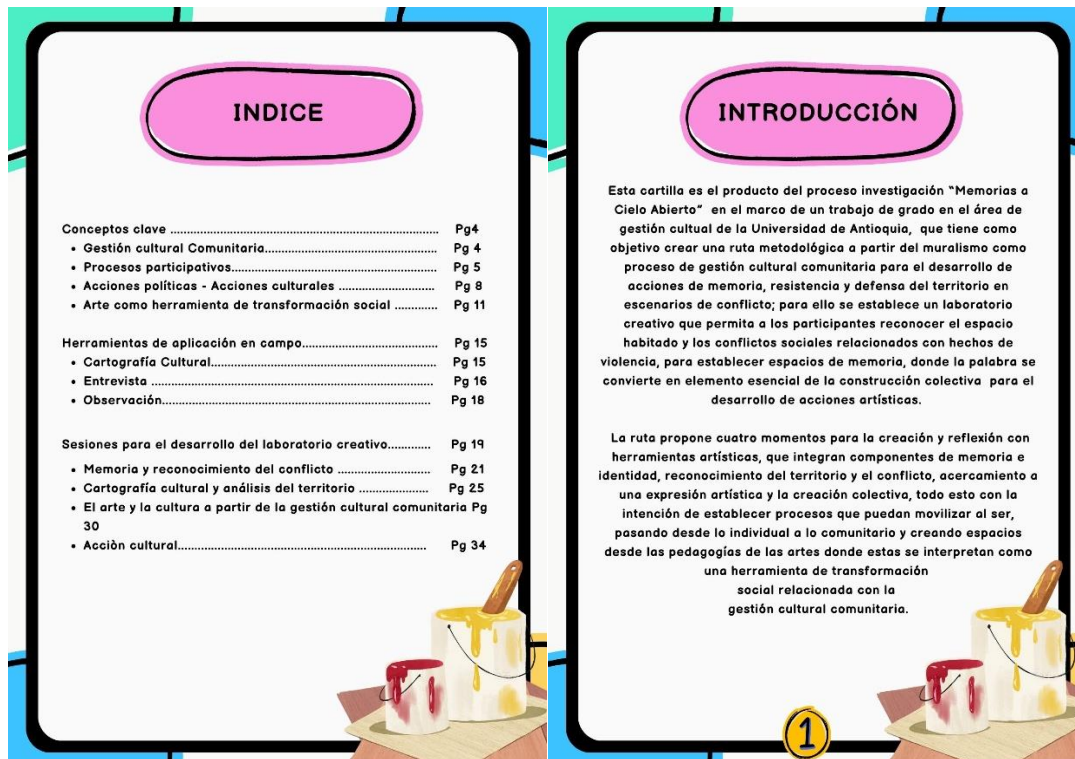 INDICE
Conceptos clave ................................................................. Pg4
• Gestión cultural Comunitaria.......................................... Pg 4
• Procesos participativos.................................................. Pg 5
• Acciones políticas - Acciones culturales ....................... Pg 8
• Arte como herramienta de transformación social ........... Pg 11
Herramientas de aplicación en campo................................. Pg 15
• Cartografía Cultural....................................................... Pg 15
• Entrevista ..................................................................... Pg 16
• Observación.................................................................. Pg 18
Sesiones para el desarrollo del laboratorio creativo........... Pg 19
• Memoria y reconocimiento del conflicto ....................... Pg 21
• Cartografía cultural y análisis del territorio ................. Pg 25
• El arte y la cultura a partir de la gestión cultural comunitaria Pg
30
• Acciòn cultural............................................................. Pg 34
INTRODUCCIÓN
Esta cartilla es el producto del proceso investigación “Memorias a
Cielo Abierto” en el marco de un trabajo de grado en el área de
gestión cultual de la Universidad de Antioquia, que tiene como
objetivo crear una ruta metodológica a partir del muralismo como
proceso de gestión cultural comunitaria para el desarrollo de
acciones de memoria, resistencia y defensa del territorio en
escenarios de conflicto; para ello se establece un laboratorio
creativo que permita a los participantes reconocer el espacio
habitado y los conflictos sociales relacionados con hechos de
violencia, para establecer espacios de memoria, donde la palabra se
convierte en elemento esencial de la construcción colectiva para el
desarrollo de acciones artísticas.
La ruta propone cuatro momentos para la creación y reflexión con
herramientas artísticas, que integran componentes de memoria e
identidad, reconocimiento del territorio y el conflicto, acercamiento a
una expresión artística y la creación colectiva, todo esto con la
intención de establecer procesos que puedan movilizar al ser,
pasando desde lo individual a lo comunitario y creando espacios
desde las pedagogías de las artes donde estas se interpretan como
una herramienta de transformación
social relacionada con la
gestión cultural comunitaria.
1